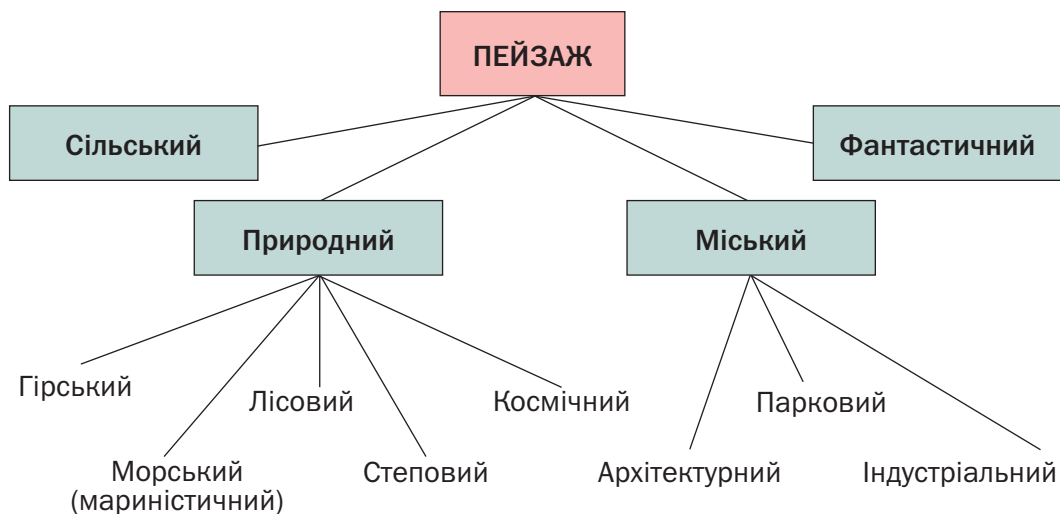 ПЕЙЗАЖ
Сільський
Фантастичний
Природний
Міський
Гірський
Лісовий
Космічний
Парковий
Морський
(мариністичний)
Степовий
Архітектурний
Індустріальний